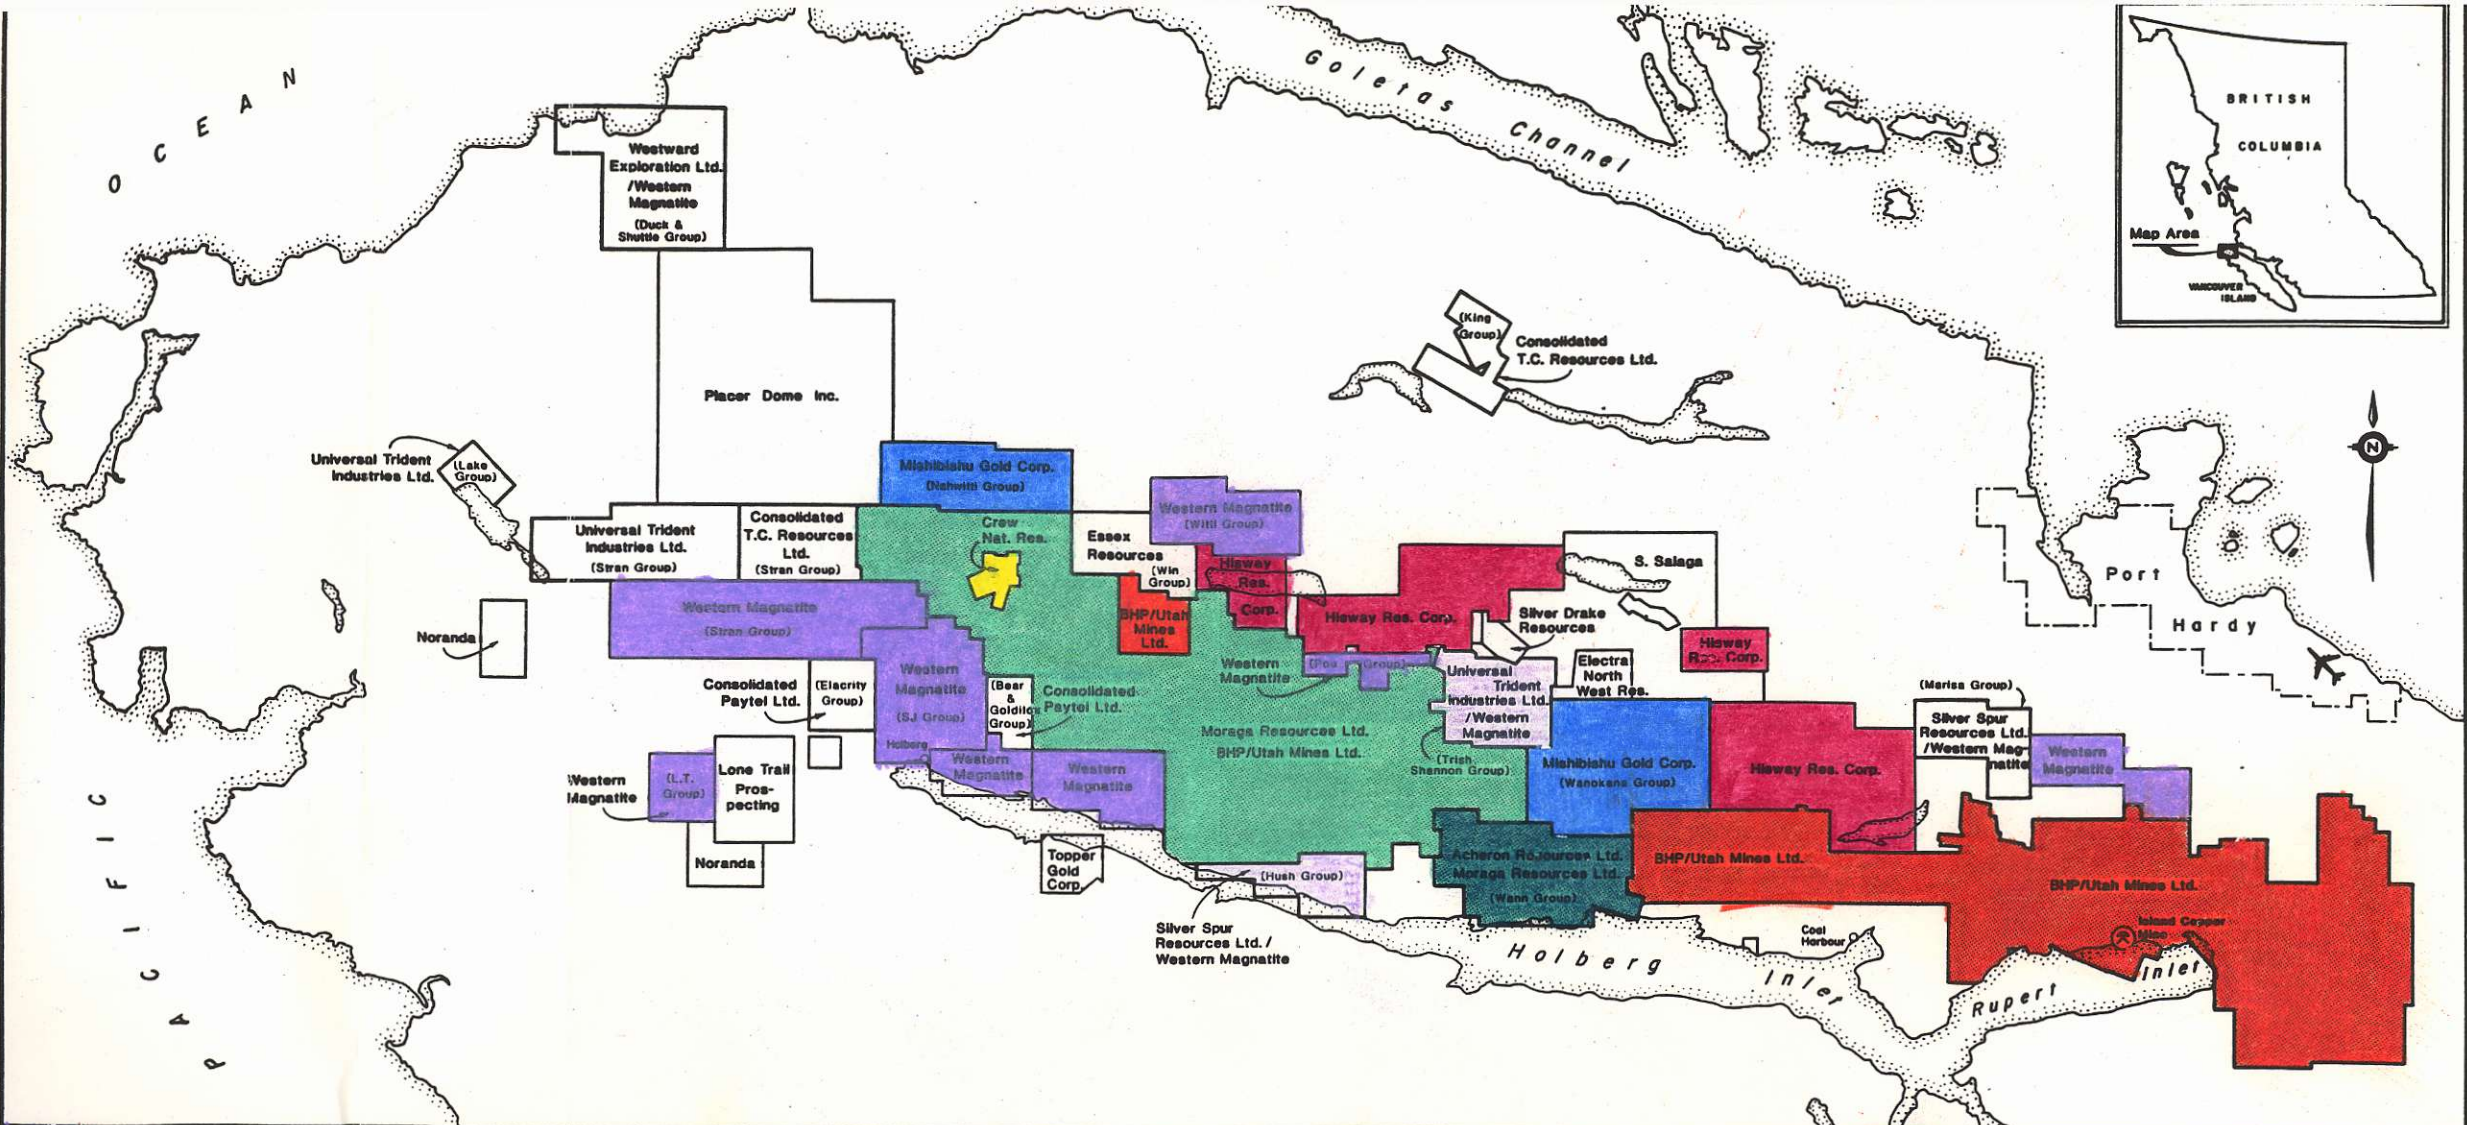 OCEAN
Goletas Channel
BRITISH
COLUMBIA
Map Area
VANCOUVER
ISLAND
Westward
Exploration Ltd.
/Western
Magnatite
(Duck &
Shuttle Group)
Placer Dome Inc.
(King
Group)
Consolidated
T.C. Resources Ltd.
N
Universal Trident
Industries Ltd.
(Lake
Group)
Mishibishu Gold Corp.
(Nahwitti Group)
Western Magnatite
(Witl Group)
Universal Trident
Industries Ltd.
(Stran Group)
Consolidated
T.C. Resources
Ltd.
(Stran Group)
Crew
Nat. Res.
Essex
Resources
(Win
Group)
Hisway
Res.
Corp.
S. Salaga
BHP/Utah
Mines
Ltd.
Hisway Res. Corp.
Silver Drake
Resources
Hisway
Res. Corp.
Port
Hardy
Western Magnatite
(Stran Group)
Noranda
Western
Magnatite
(SJ Group)
Holberg
Consolidated
Paytel Ltd.
(Elacrity
Group)
(Bear
&
Goldilox
Group)
Consolidated
Paytel Ltd.
Western
Magnatite
Group)
Universal
Trident
Industries Ltd.
/Western
Magnatite
(Trish
Shannon Group)
Electra
North
West Res.
Moraga Resources Ltd.
BHP/Utah Mines Ltd.
Mishibishu Gold Corp.
(Wanokana Group)
Hisway Res. Corp.
(Marisa Group)
Silver Spur
Resources Ltd.
/Western Mag-
natite
Western
Magnatite
Western
Magnatite
(L.T.
Group)
Lone Trail
Pros-
pecting
Noranda
Western
Magnatite
Western
Magnatite
Topper
Gold
Corp.
(Hush Group)
Silver Spur
Resources Ltd./
Western Magnatite
Acheron Resources Ltd.
Moraga Resources Ltd.
(Wann Group)
BHP/Utah Mines Ltd.
BHP/Utah Mines Ltd.
Island Copper
Mine
Coal
Harbour
Holberg Inlet
Rupert Inlet
PACIFIC